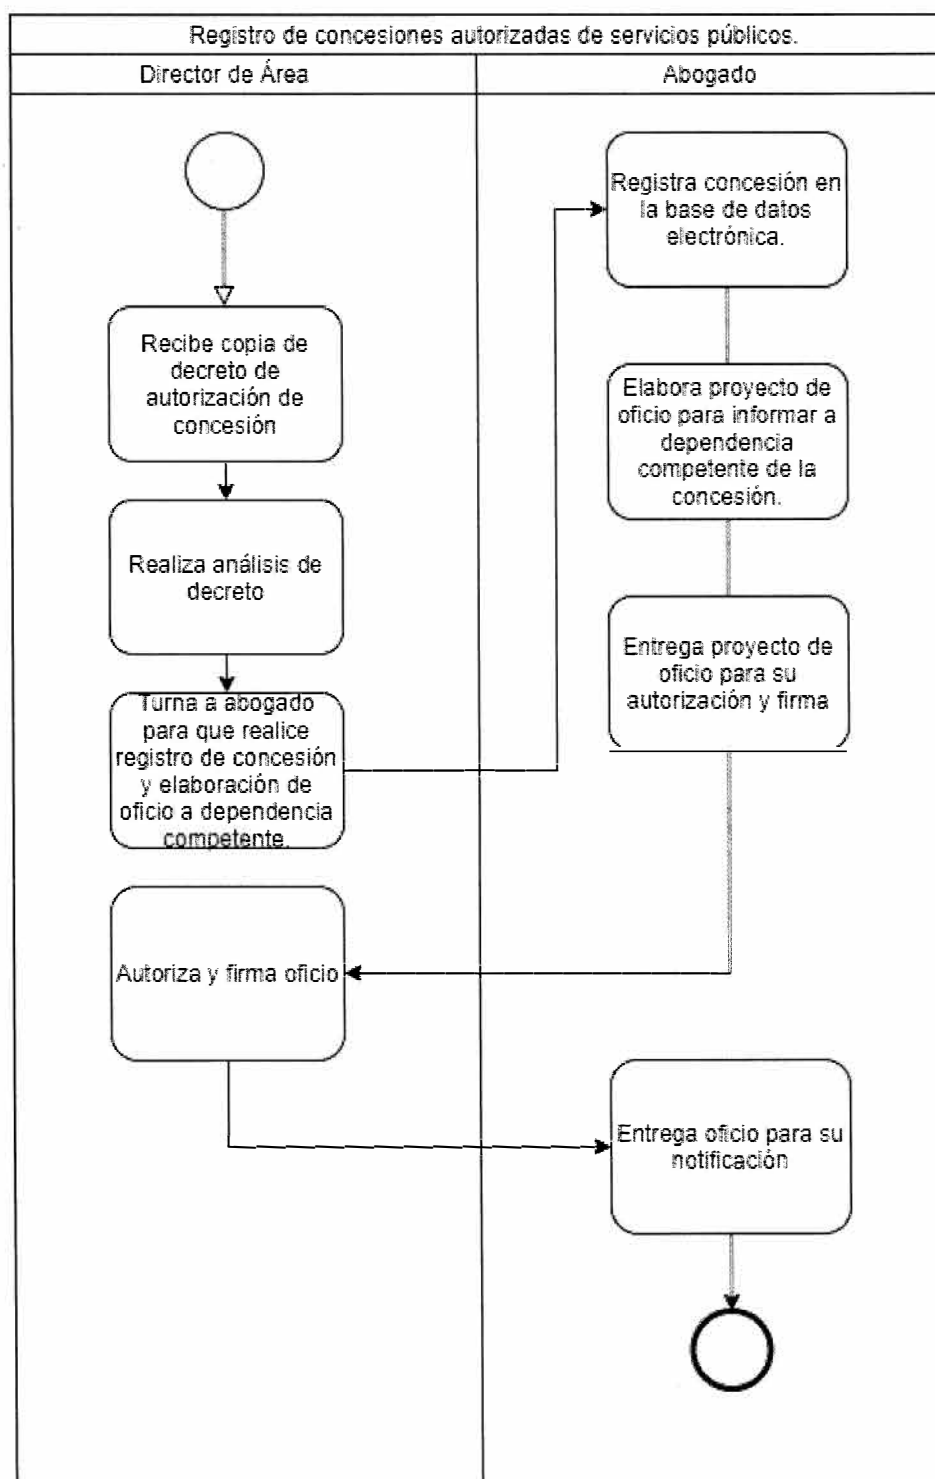 Registro de concesiones autorizadas de servicios públicos.
Director de Área
Abogado
Recibe copia de
decreto de
autorización de
concesión
Realiza análisis de
decreto
Turna a abogado
para que realice
registro de concesión
y elaboración de
oficio a dependencia
competente.
Registra concesión en
la base de datos
electrónica.
Elabora proyecto de
oficio para informar a
dependencia
competente de la
concesión.
Entrega proyecto de
oficio para su
autorización y firma
Autoriza y firma oficio
Entrega oficio para su
notificación